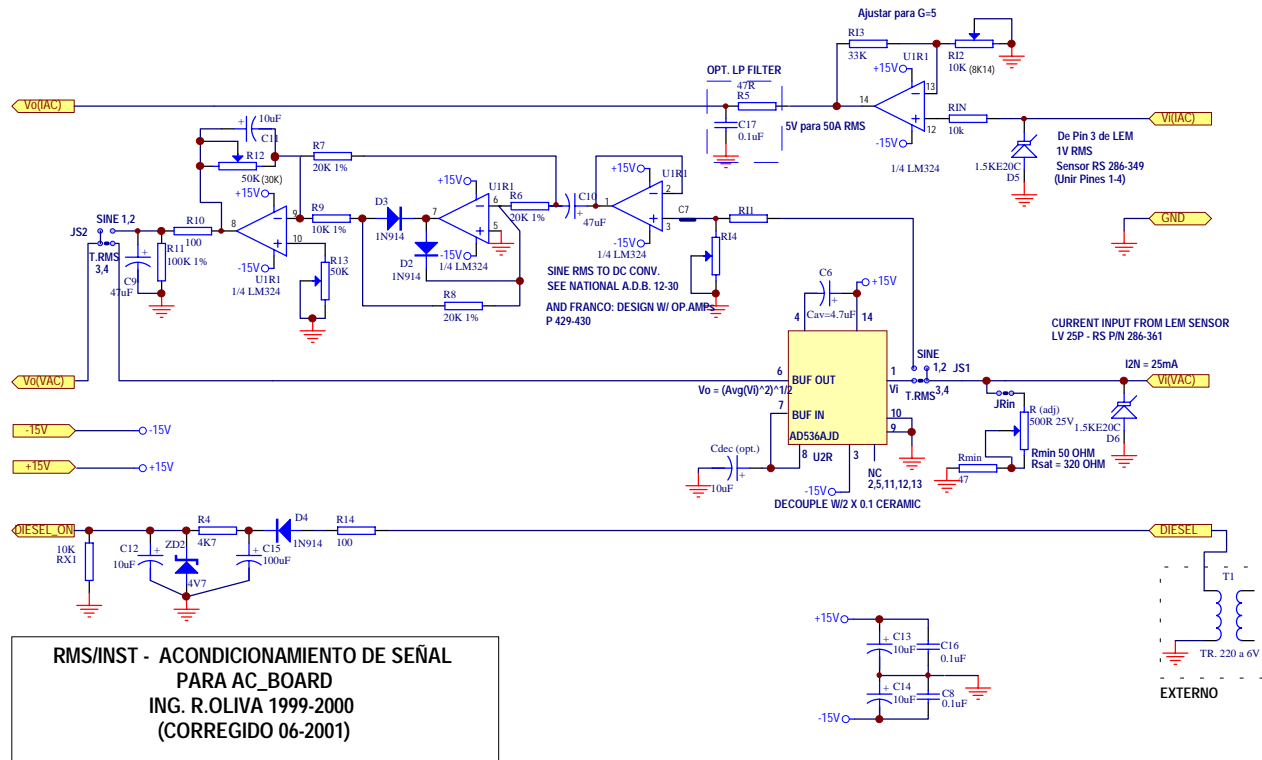 Ajustar para G=5
RI3
33K
U1R1
+15V
RI2
10K (8K14)
OPT. LP FILTER
47R
R5
14
13
12
RIN
10k
Vo(IAC)
Vi(IAC)
C17
0.1uF
5V para 50A RMS
-15V
1/4 LM324
De Pin 3 de LEM
1V RMS
Sensor RS 286-349
(Unir Pines 1-4)
1.5KE20C
D5
10uF
C11
R12
50K (30K)
R7
20K 1%
+15V
U1R1
R6
20K 1%
C10
47uF
+15V
U1R1
2
1
3
C7
RI1
GND
SINE 1,2
JS2
T.RMS
3,4
R10
100
8
9
10
+15V
R9
10K 1%
D3
1N914
7
6
5
-15V
1/4 LM324
-15V
1/4 LM324
RI4
C9
47uF
R11
100K 1%
-15V
U1R1
1/4 LM324
R13
50K
D2
1N914
R8
20K 1%
SINE RMS TO DC CONV.
SEE NATIONAL A.D.B. 12-30
AND FRANCO: DESIGN W/ OP.AMPs
P 429-430
C6
+15V
Cav=4.7uF
4
14
CURRENT INPUT FROM LEM SENSOR
LV 25P - RS P/N 286-361
I2N = 25mA
SINE
1,2
JS1
T.RMS
3,4
Vo(VAC)
Vi(VAC)
6
BUF OUT
1
Vi
Vo = (Avg(Vi)^2)^1/2
7
BUF IN
10
9
AD536AJD
8
U2R
3
NC
2,5,11,12,13
JRin
R (adj)
500R 25V
1.5KE20C
D6
Rmin 50 OHM
Rsat = 320 OHM
Rmin
47
-15V
-15V
+15V
+15V
Cdec (opt.)
10uF
-15V
DECOUPLE W/2 X 0.1 CERAMIC
DIESEL_ON
10K
RX1
C12
10uF
ZD2
4V7
R4
4K7
C15
100uF
D4
1N914
R14
100
DIESEL
T1
TR. 220 a 6V
EXTERNO
+15V
C13
10uF
C16
0.1uF
C14
10uF
C8
0.1uF
-15V
RMS/INST - ACONDICIONAMIENTO DE SEÑAL
PARA AC_BOARD
ING. R.OLIVA 1999-2000
(CORREGIDO 06-2001)